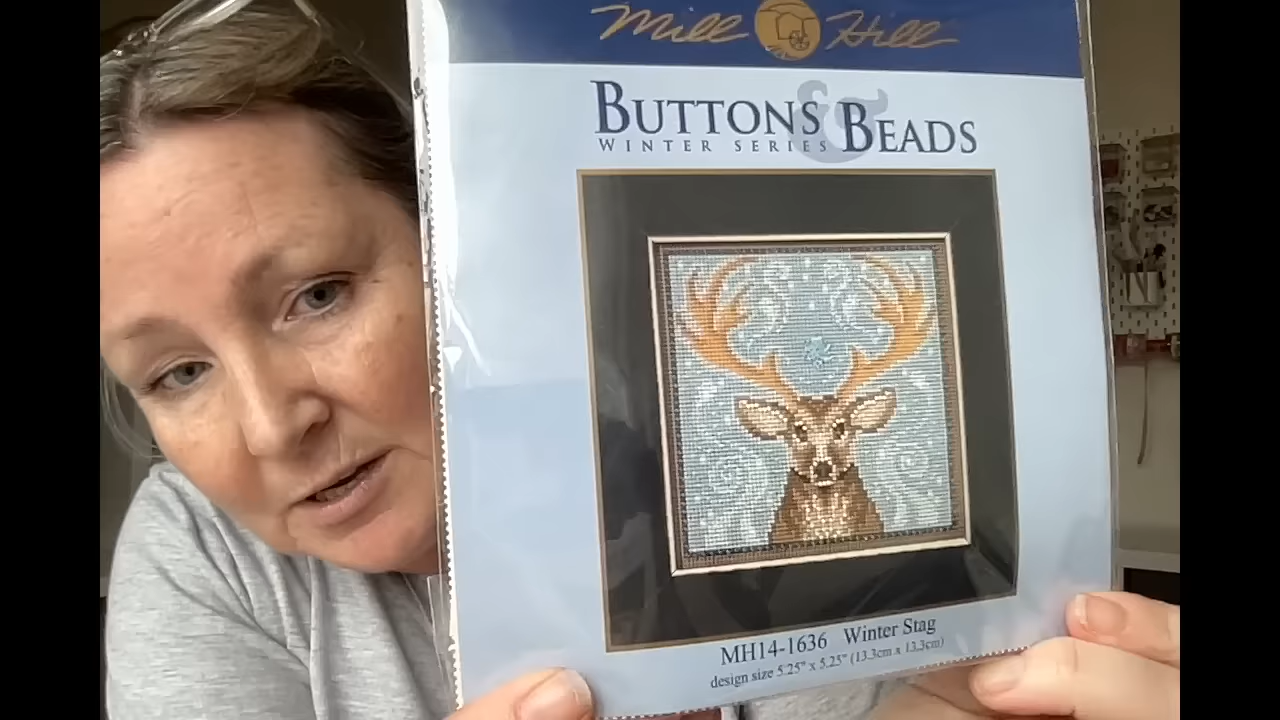 Mill Hill
BUTTONS & BEADS
WINTER SERIES
MH14-1636 Winter Stag
design size 5.25" x 5.25" (13.3cm x 13.3cm)